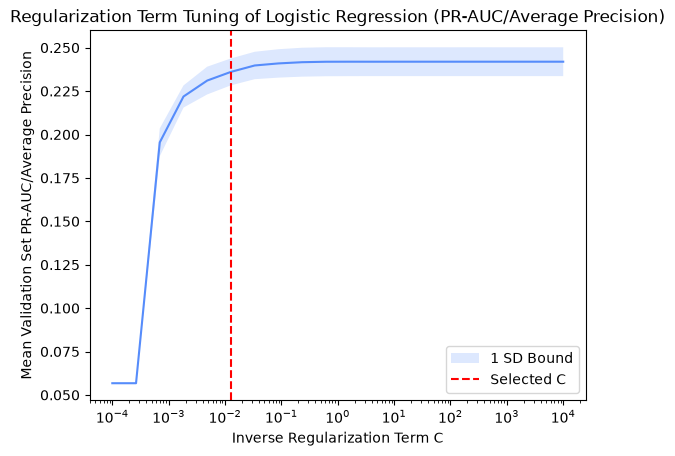 Regularization Term Tuning of Logistic Regression (PR-AUC/Average Precision)
Mean Validation Set PR-AUC/Average Precision
0.250
0.225
0.200
0.175
0.150
0.125
0.100
0.075
0.050
1 SD Bound
Selected C
10⁻⁴ 10⁻³ 10⁻² 10⁻¹ 10⁰ 10¹ 10² 10³ 10⁴
Inverse Regularization Term C